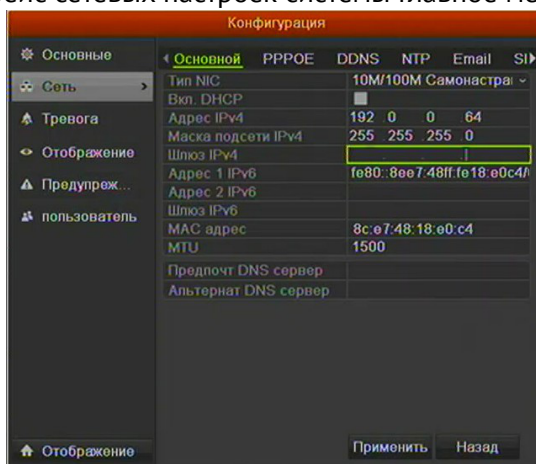 Конфигурация
Основные
Сеть
Тревога
Отображение
Предупреж...
пользователь
Отображение
Основной PPPOE DDNS NTP Email
Тип NIC 10M/100M Самонастра
Вкл. DHCP
Адрес IPv4 192 .0 .0 .64
Маска подсети IPv4 255 .255 .255 .0
Шлюз IPv4
Адрес 1 IPv6 fe80::8ee7:48ff:fe18:e0c4/
Адрес 2 IPv6
Шлюз IPv6
MAC адрес 8c:e7:48:18:e0:c4
MTU 1500
Предпочт DNS сервер
Альтернат DNS сервер
Применить Назад